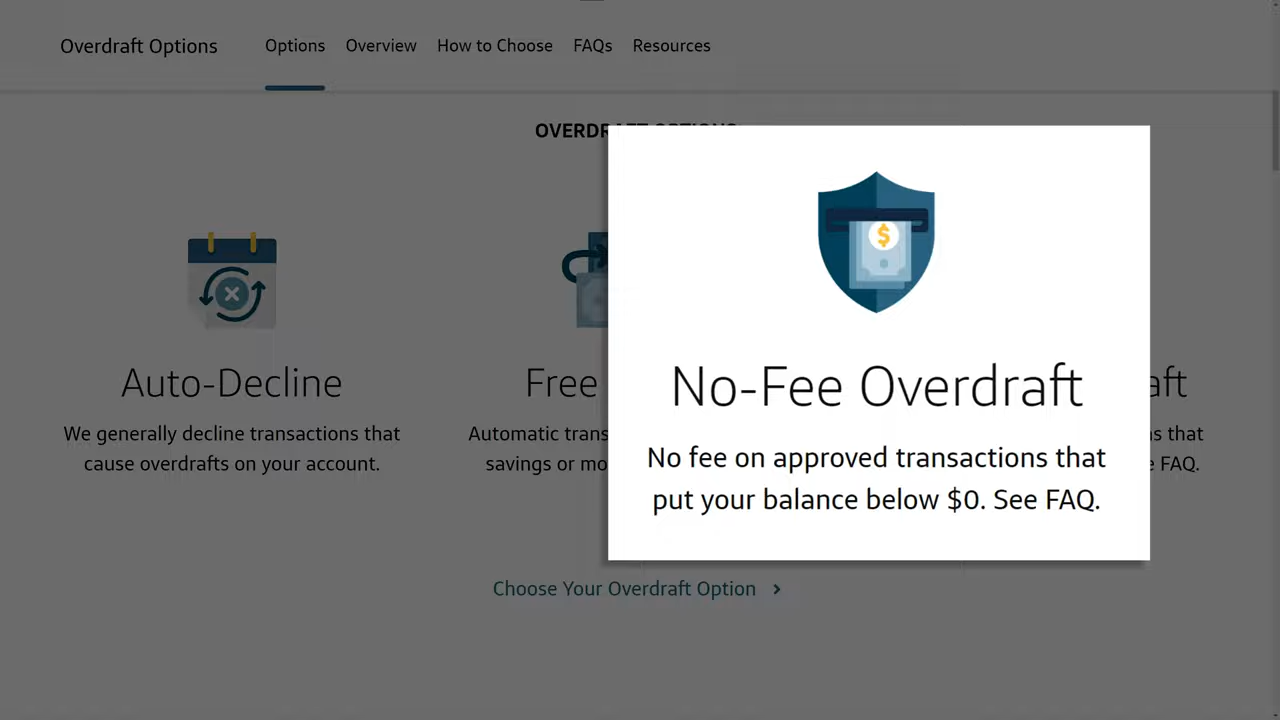 Overdraft Options
Options Overview How to Choose FAQs Resources
OVERDRAFT OPTIONS
Auto-Decline
We generally decline transactions that
cause overdrafts on your account.
Free
Automatic trans
savings or mo
No-Fee Overdraft
No fee on approved transactions that
put your balance below $0. See FAQ.
aft
s that
FAQ.
Choose Your Overdraft Option